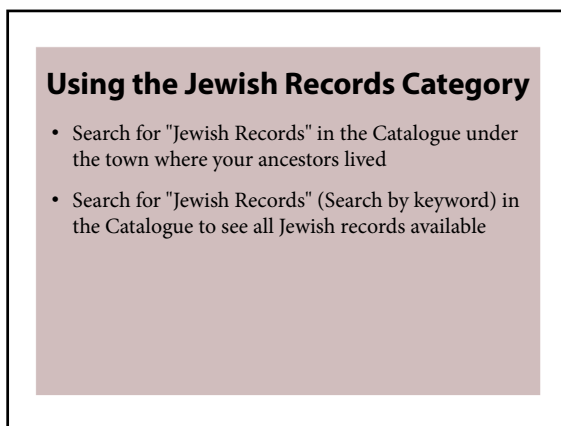 Using the Jewish Records Category
• Search for "Jewish Records" in the Catalogue under
the town where your ancestors lived
• Search for "Jewish Records" (Search by keyword) in
the Catalogue to see all Jewish records available